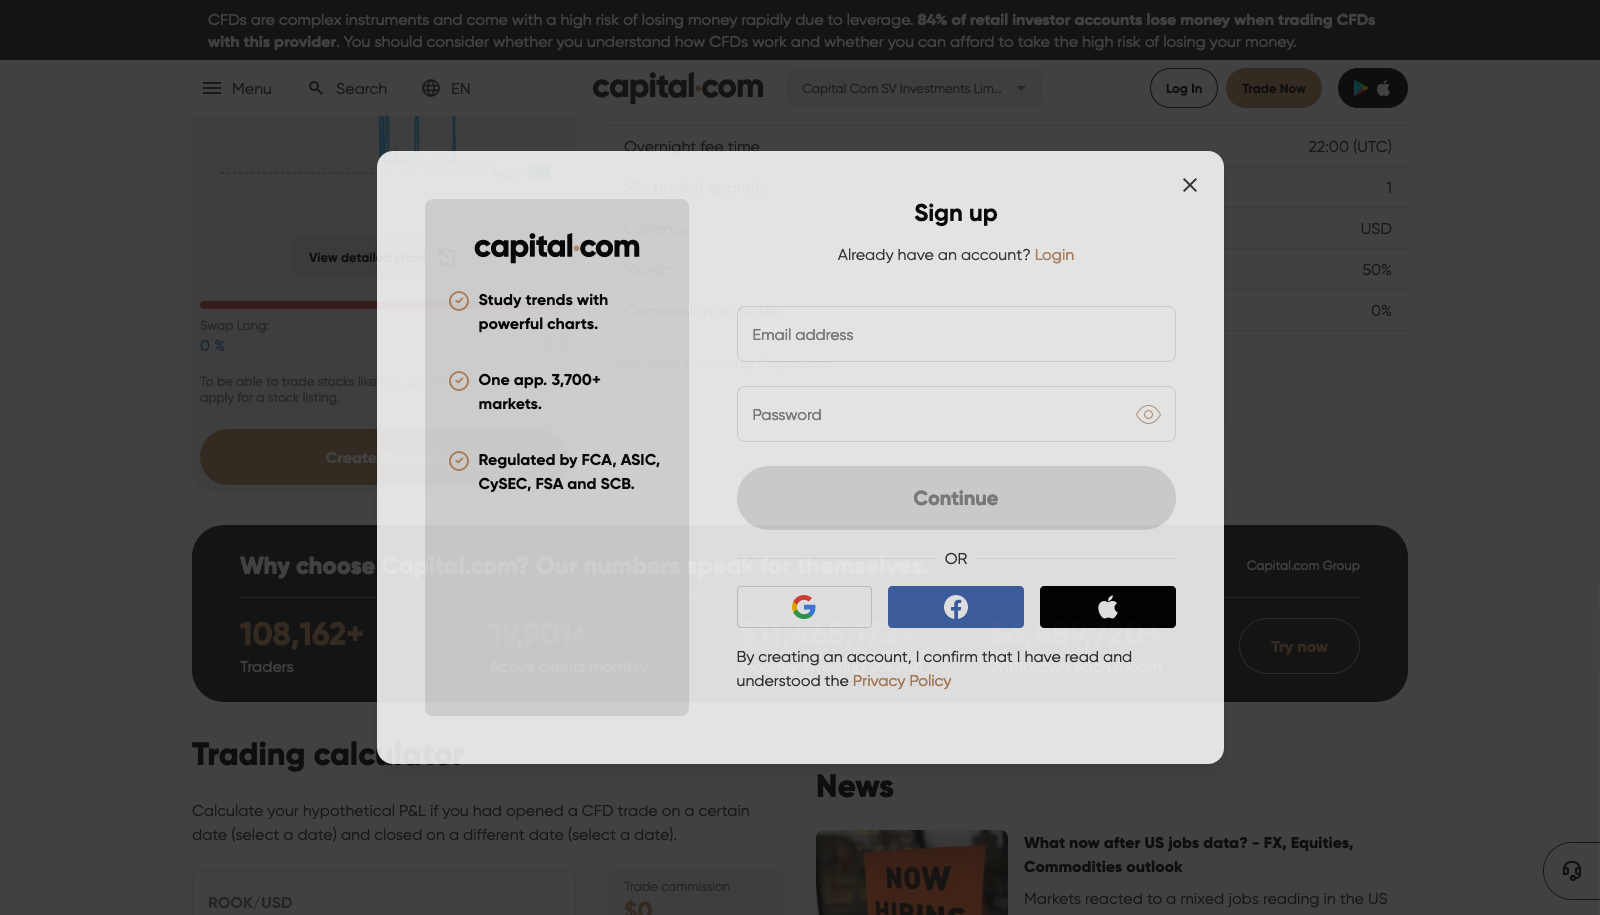 CFDs are complex instruments and come with a high risk of losing money rapidly due to leverage. 84% of retail investor accounts lose money when trading CFDs
with this provider. You should consider whether you understand how CFDs work and whether you can afford to take the high risk of losing your money.
Menu
Search
EN
capital.com
Capital Com SV Investments Lim...
Log In
Trade Now
Overnight fee time
22:00 (UTC)
Min traded quantity
1
Currency
USD
Margin
50%
Commission on trade
0%
View detailed chart
Swap Long:
0 %
0 %
To be able to trade stocks like
apply for a stock listing.
Create Account
capital.com
Study trends with
powerful charts.
One app. 3,700+
markets.
Regulated by FCA, ASIC,
CySEC, FSA and SCB.
Sign up
Already have an account? Login
Email address
Password
Continue
OR
By creating an account, I confirm that I have read and
understood the Privacy Policy
Why choose Capital.com? Our numbers speak for themselves.
Capital.com Group
108,162+
Traders
19,901+
Active clients monthly
Try now
Trading calculator
Calculate your hypothetical P&L if you had opened a CFD trade on a certain
date (select a date) and closed on a different date (select a date).
ROOK/USD
Trade commission
$0
News
NOW
HIRING
What now after US jobs data? - FX, Equities,
Commodities outlook
Markets reacted to a mixed jobs reading in the US